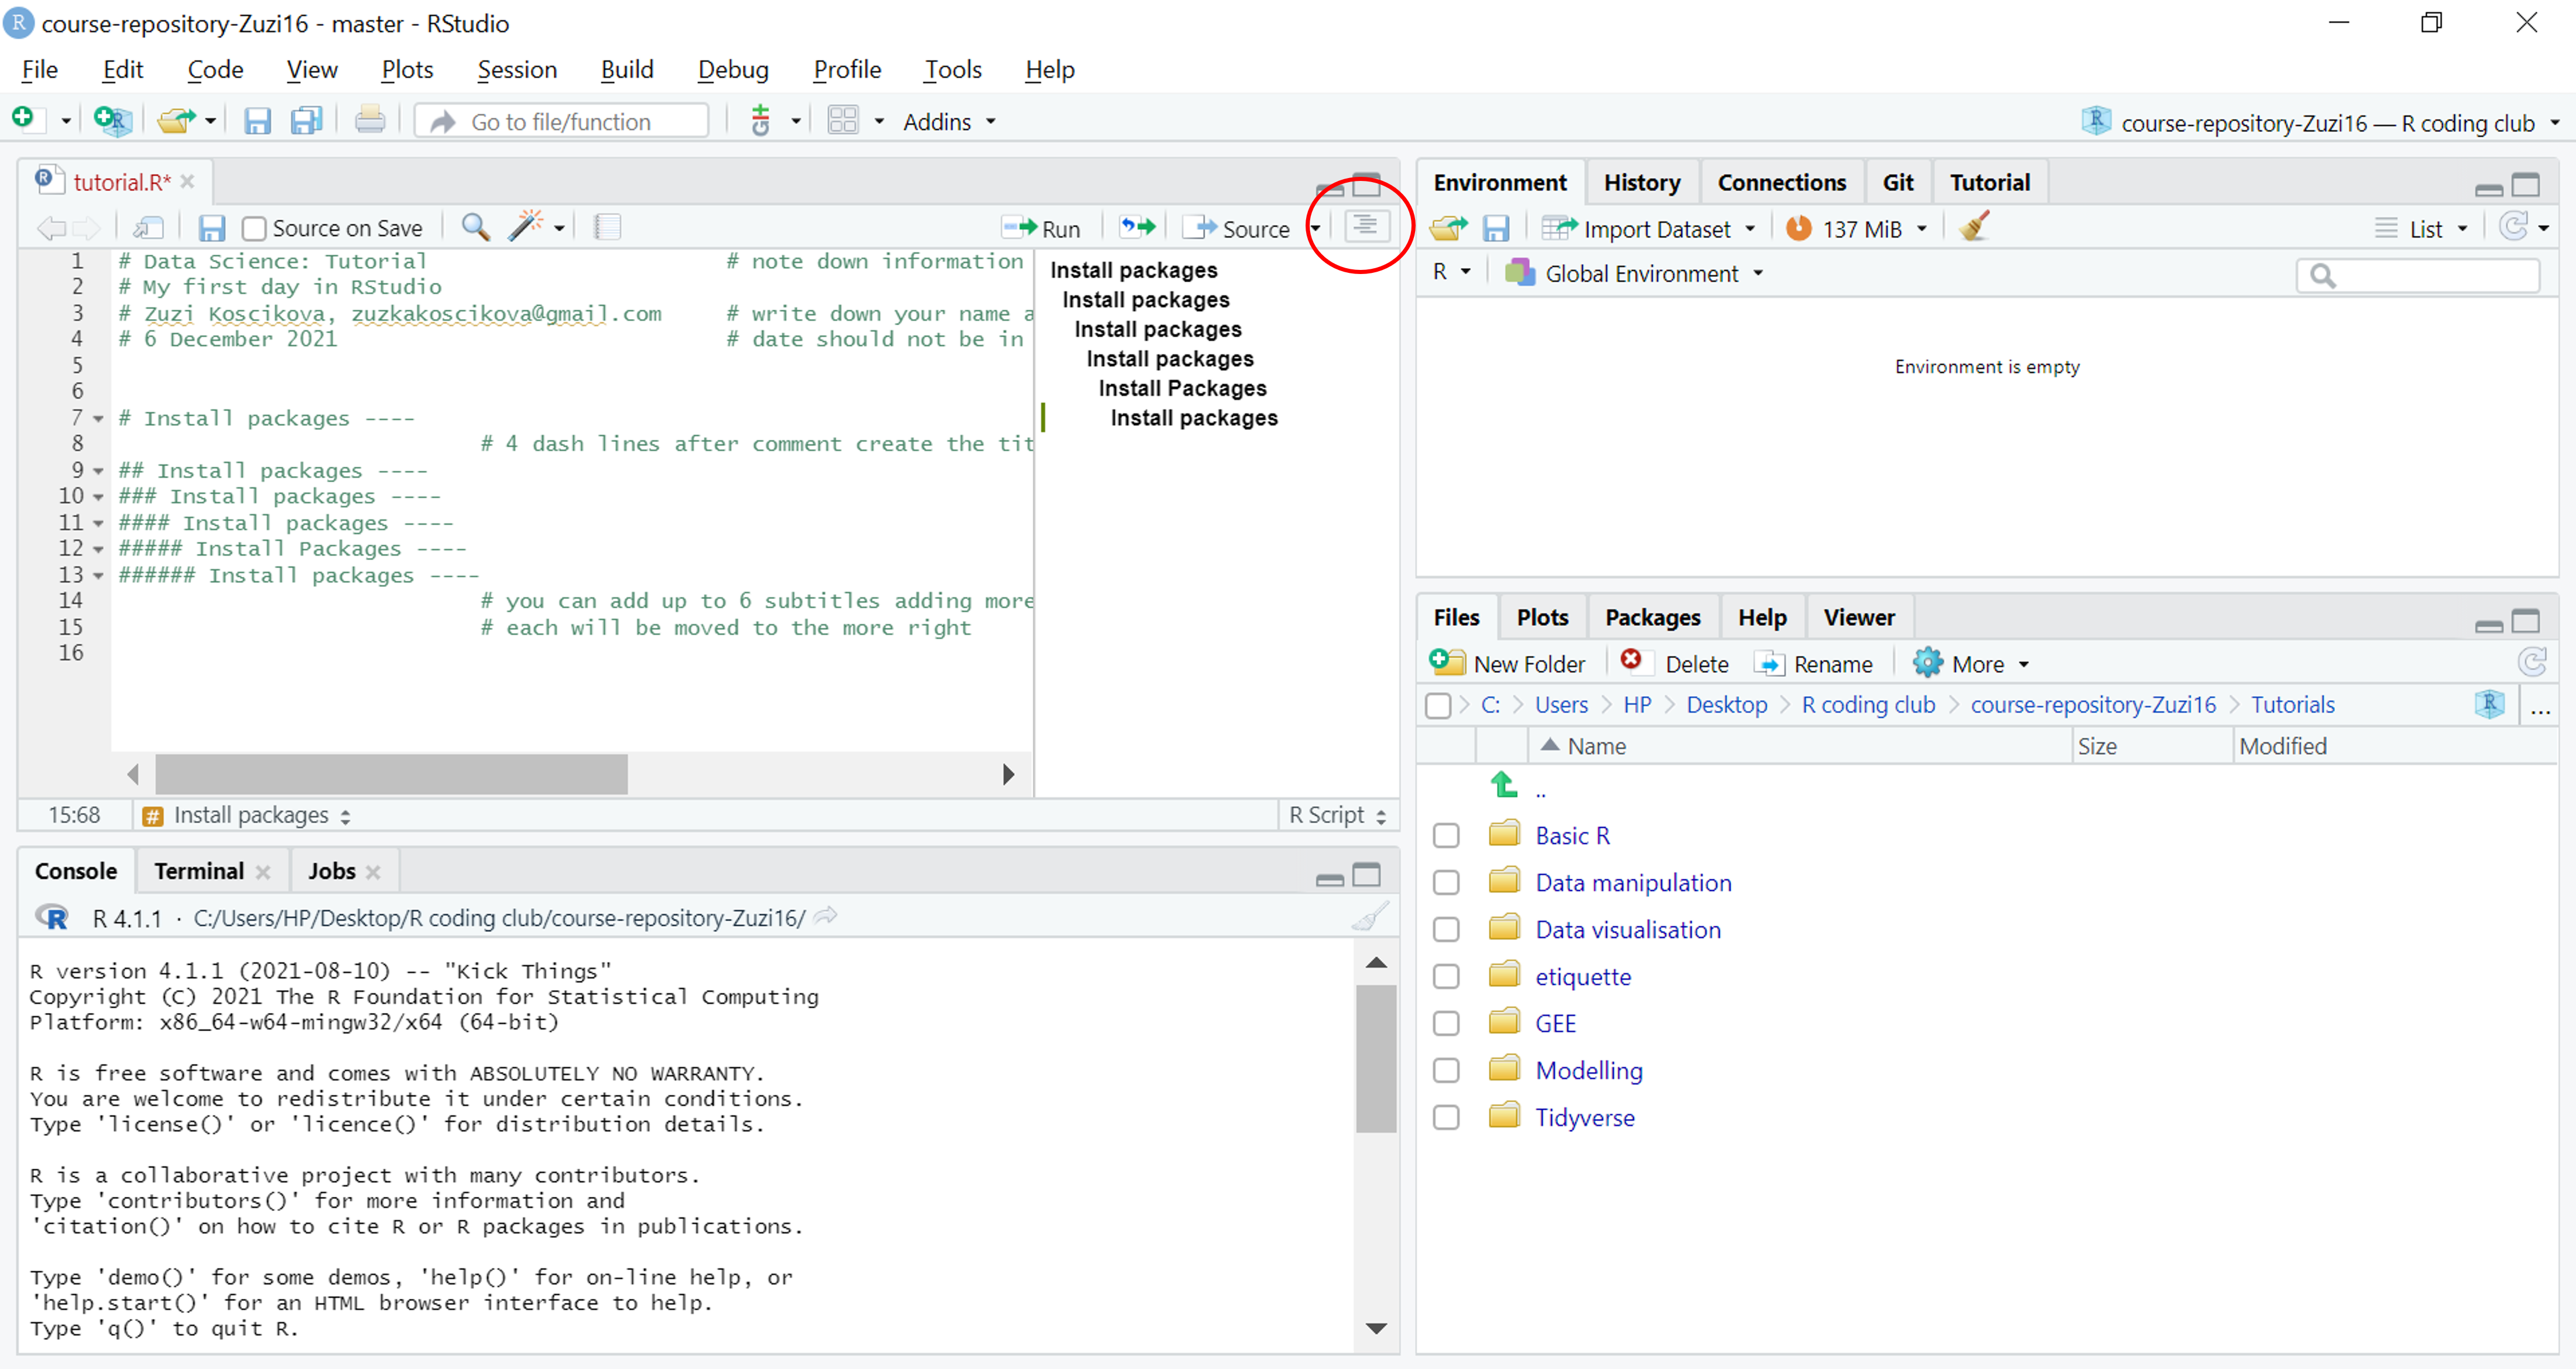 course-repository-Zuzi16 - master - RStudio
File Edit Code View Plots Session Build Debug Profile Tools Help
Go to file/function Addins course-repository-Zuzi16 — R coding club
tutorial.R*
Source on Save Run Source
1 # Data Science: Tutorial # note down information
2 # My first day in RStudio
3 # Zuzi Koscikova, zuzkakoscikova@gmail.com # write down your name a
4 # 6 December 2021 # date should not be in
5
6
7 # Install packages ----
8 # 4 dash lines after comment create the tit
9 ## Install packages ----
10 ### Install packages ----
11 #### Install packages ----
12 ##### Install Packages ----
13 ###### Install packages ----
14 # you can add up to 6 subtitles adding more
15 # each will be moved to the more right
16
Install packages
Install packages
Install packages
Install packages
Install Packages
Install packages
15:68 # Install packages R Script
Console Terminal Jobs
R 4.1.1 · C:/Users/HP/Desktop/R coding club/course-repository-Zuzi16/
R version 4.1.1 (2021-08-10) -- "Kick Things"
Copyright (C) 2021 The R Foundation for Statistical Computing
Platform: x86_64-w64-mingw32/x64 (64-bit)
R is free software and comes with ABSOLUTELY NO WARRANTY.
You are welcome to redistribute it under certain conditions.
Type 'license()' or 'licence()' for distribution details.
R is a collaborative project with many contributors.
Type 'contributors()' for more information and
'citation()' on how to cite R or R packages in publications.
Type 'demo()' for some demos, 'help()' for on-line help, or
'help.start()' for an HTML browser interface to help.
Type 'q()' to quit R.
Environment History Connections Git Tutorial
Import Dataset 137 MiB List
R Global Environment
Environment is empty
Files Plots Packages Help Viewer
New Folder Delete Rename More
C: Users HP Desktop R coding club course-repository-Zuzi16 Tutorials ...
Name Size Modified
..
Basic R
Data manipulation
Data visualisation
etiquette
GEE
Modelling
Tidyverse